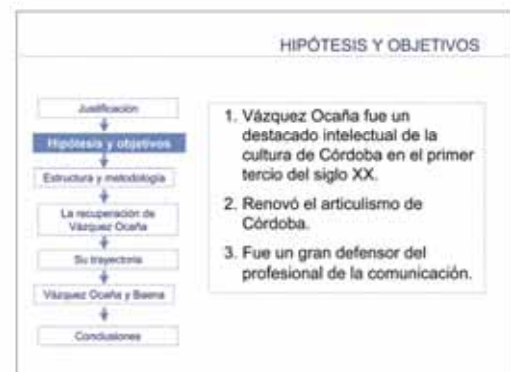 HIPÓTESIS Y OBJETIVOS
Justificación
Hipótesis y objetivos
Estructura y metodología
La recuperación de
Vázquez Ocaña
Su trayectoria
Vázquez Ocaña y Baena
Conclusiones
1. Vázquez Ocaña fue un
destacado intelectual de la
cultura de Córdoba en el primer
tercio del siglo XX.
2. Renovó el articulismo de
Córdoba.
3. Fue un gran defensor del
profesional de la comunicación.